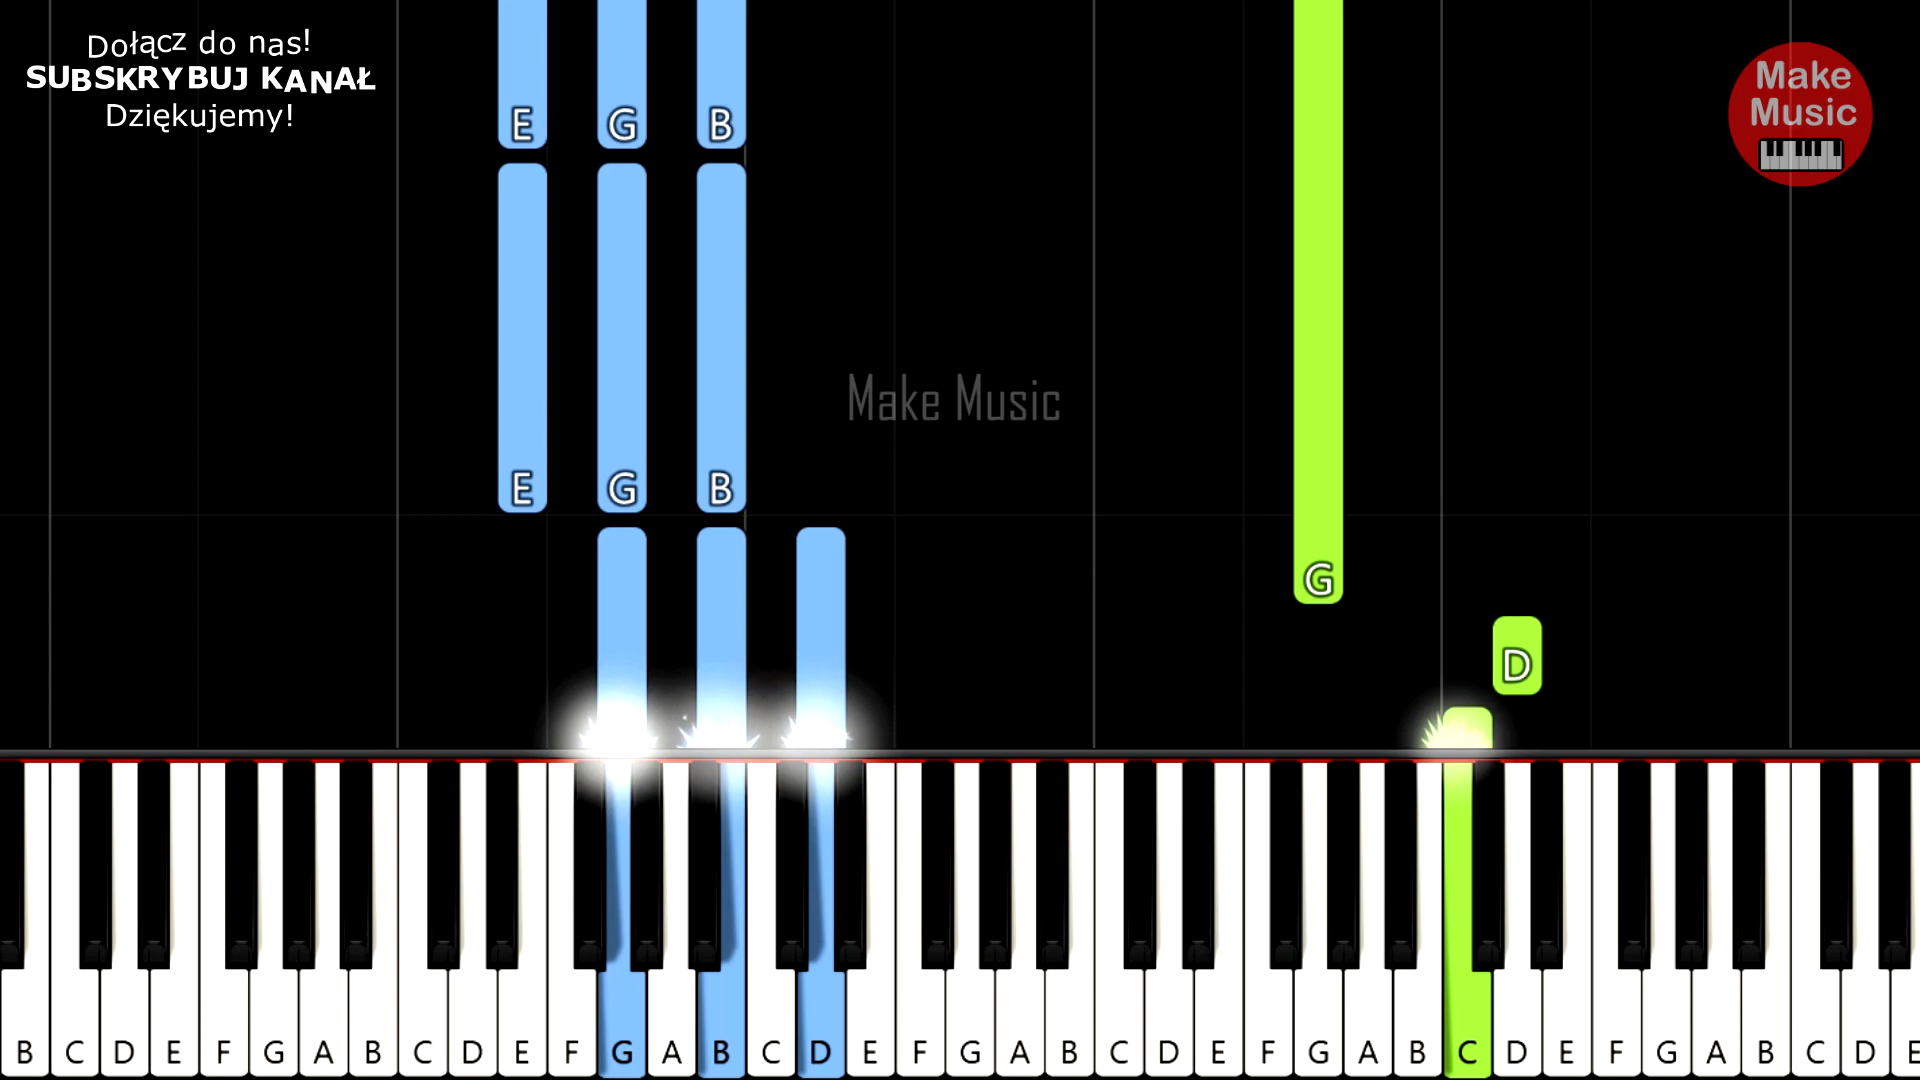 Dołącz do nas!
SUBSKRYBUJ KANAŁ
Dziękujemy!
Make
Music
E G B
E G B
Make Music
G
D
B C D E F G A B C D E F G A B C D E F G A B C D E F G A B C D E F G A B C D E